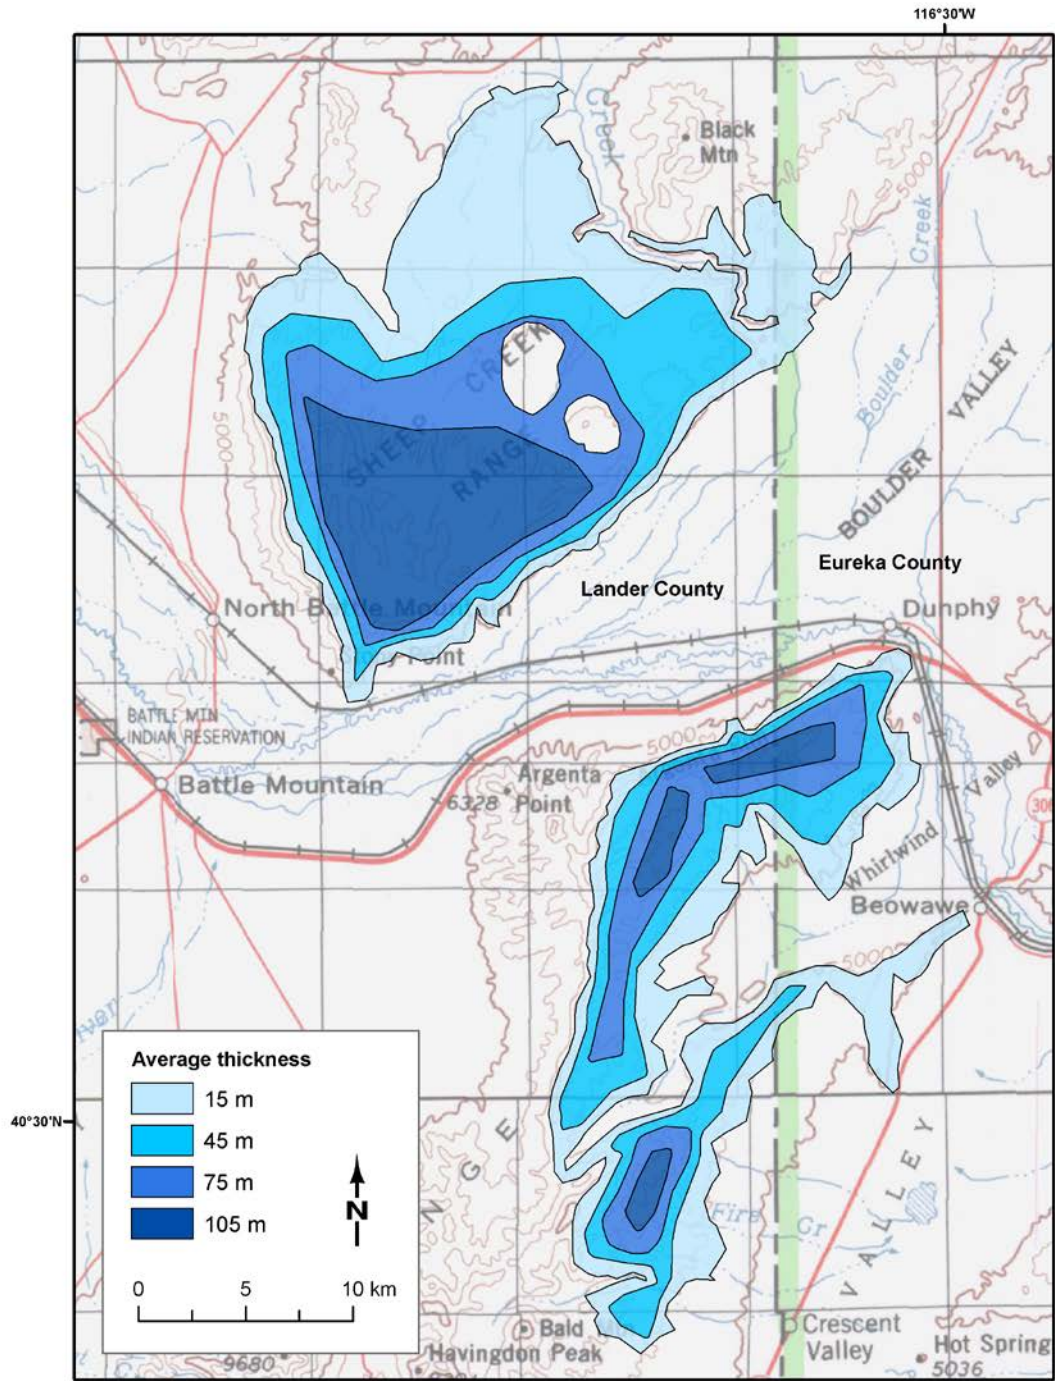 116°30'W
Creek
Black
Mtn
5000
Creek
CREEK
SHEEP
RANGE
5000
Boulder
VALLEY
BOULDER
Eureka County
Lander County
North Battle Mountain
Dunphy
Point
BATTLE MTN
INDIAN RESERVATION
5000
Battle Mountain
Argenta
Point
6328
Valley
306
Whirlwind
Beowawe
5000
Average thickness
15 m
45 m
75 m
105 m
N
0 5 10 km
40°30'N
NGE
Fire Cr
VALLEY
Bald
Havingdon Peak
Crescent
Valley
Hot Spring
5036
9680